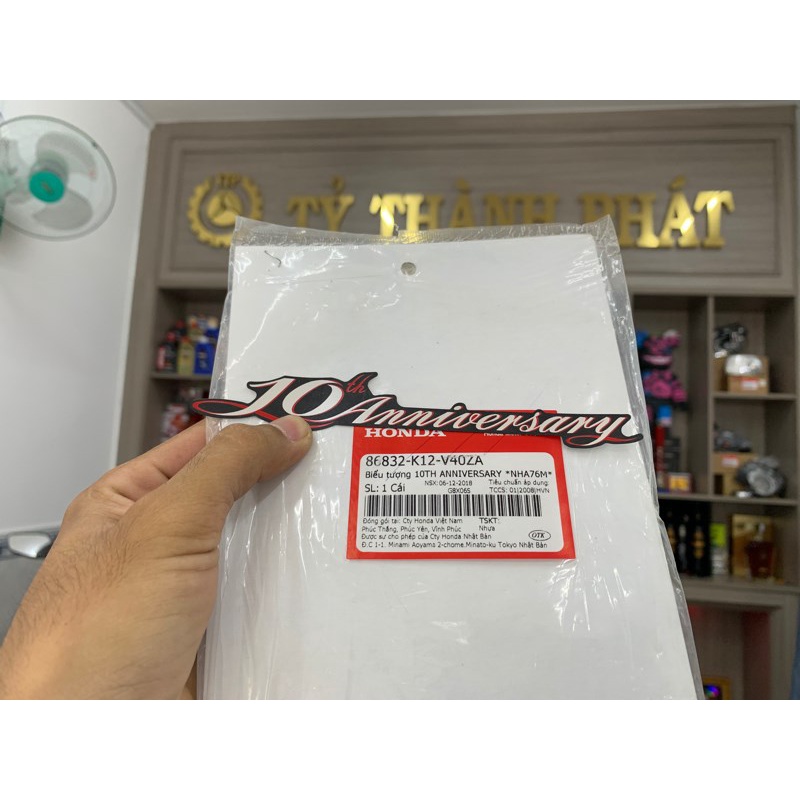 TTP
TỶ THÀNH PHÁT
10th Anniversary
HONDA
86832-K12-V40ZA
Biểu tượng 10TH ANNIVERSARY *NHA76M*
NSX:06-12-2018 Tiêu chuẩn áp dụng:
SL: 1 Cái GBX06S TCCS: 01|2008|HVN
Đóng gói tại: Cty Honda Việt Nam TSKT:
Phúc Thắng, Phúc Yên, Vĩnh Phúc Nhựa
Được sự cho phép của Cty Honda Nhật Bản OTK
Đ.C 1-1, Minami Aoyama 2-chome,Minato-ku Tokyo Nhật Bản